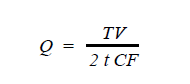 Q = TV / 2 t CF